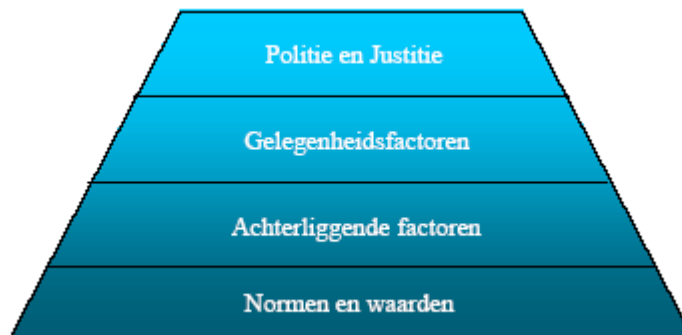 Politie en Justitie
Gelegenheidsfactoren
Achterliggende factoren
Normen en waarden